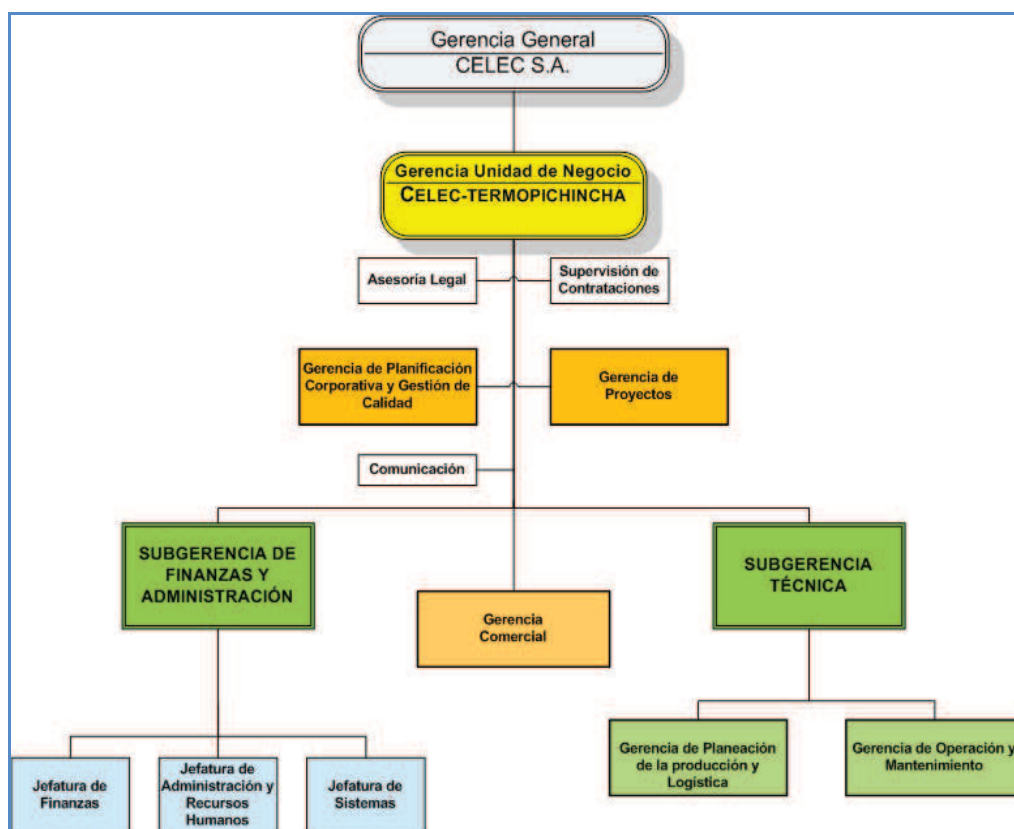 Gerencia General
CELEC S.A.
Gerencia Unidad de Negocio
CELEC-TERMOPICHINCHA
Asesoría Legal
Supervisión de
Contrataciones
Gerencia de Planificación
Corporativa y Gestión de
Calidad
Gerencia de
Proyectos
Comunicación
SUBGERENCIA DE
FINANZAS Y
ADMINISTRACIÓN
Gerencia
Comercial
SUBGERENCIA
TÉCNICA
Jefatura de
Finanzas
Jefatura de
Administración y
Recursos
Humanos
Jefatura de
Sistemas
Gerencia de Planeación
de la producción y
Logística
Gerencia de Operación y
Mantenimiento